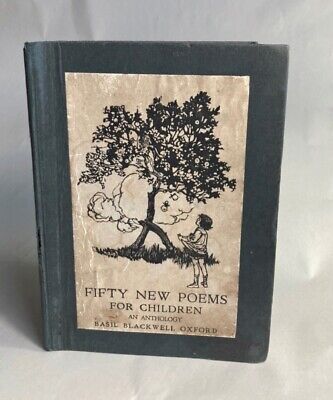 FIFTY NEW POEMS
FOR CHILDREN
AN ANTHOLOGY
BASIL BLACKWELL OXFORD